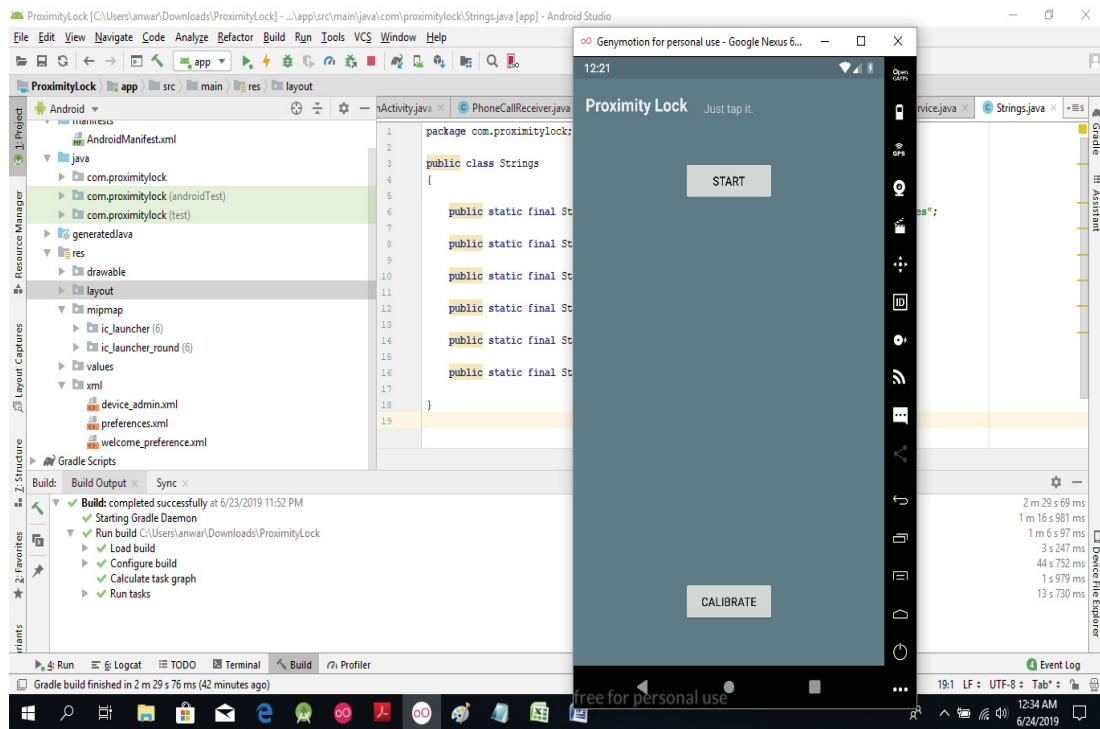 ProximityLock [C:\Users\anwar\Downloads\ProximityLock] - ...\app\src\main\java\com\proximitylock\Strings.java [app] - Android Studio
File Edit View Navigate Code Analyze Refactor Build Run Tools VCS Window Help
app
ProximityLock app src main res layout
1: Project
Resource Manager
Layout Captures
7: Structure
2: Favorites
riants
Android
manifests
AndroidManifest.xml
java
com.proximitylock
com.proximitylock (androidTest)
com.proximitylock (test)
generatedJava
res
drawable
layout
mipmap
ic_launcher (6)
ic_launcher_round (6)
values
xml
device_admin.xml
preferences.xml
welcome_preference.xml
Gradle Scripts
nActivity.java PhoneCallReceiver.java rvice.java Strings.java
1 package com.proximitylock;
2
3 public class Strings
4 {
5
6 public static final St es";
7
8 public static final St
9
10 public static final St
11
12 public static final St
13
14 public static final St
15
16 public static final St
17
18 }
19
Genymotion for personal use - Google Nexus 6...
12:21
Proximity Lock Just tap it.
START
CALIBRATE
free for personal use
Open GAPPS
GPS
ID
Gradle
Assistant
Device File Explorer
Build: Build Output Sync
Build: completed successfully at 6/23/2019 11:52 PM 2 m 29 s 69 ms
Starting Gradle Daemon 1 m 16 s 981 ms
Run build C:\Users\anwar\Downloads\ProximityLock 1 m 6 s 97 ms
Load build 3 s 247 ms
Configure build 44 s 752 ms
Calculate task graph 1 s 979 ms
Run tasks 13 s 730 ms
4: Run 6: Logcat TODO Terminal Build Profiler 4 Event Log
Gradle build finished in 2 m 29 s 76 ms (42 minutes ago) 19:1 LF UTF-8 Tab*
12:34 AM
6/24/2019